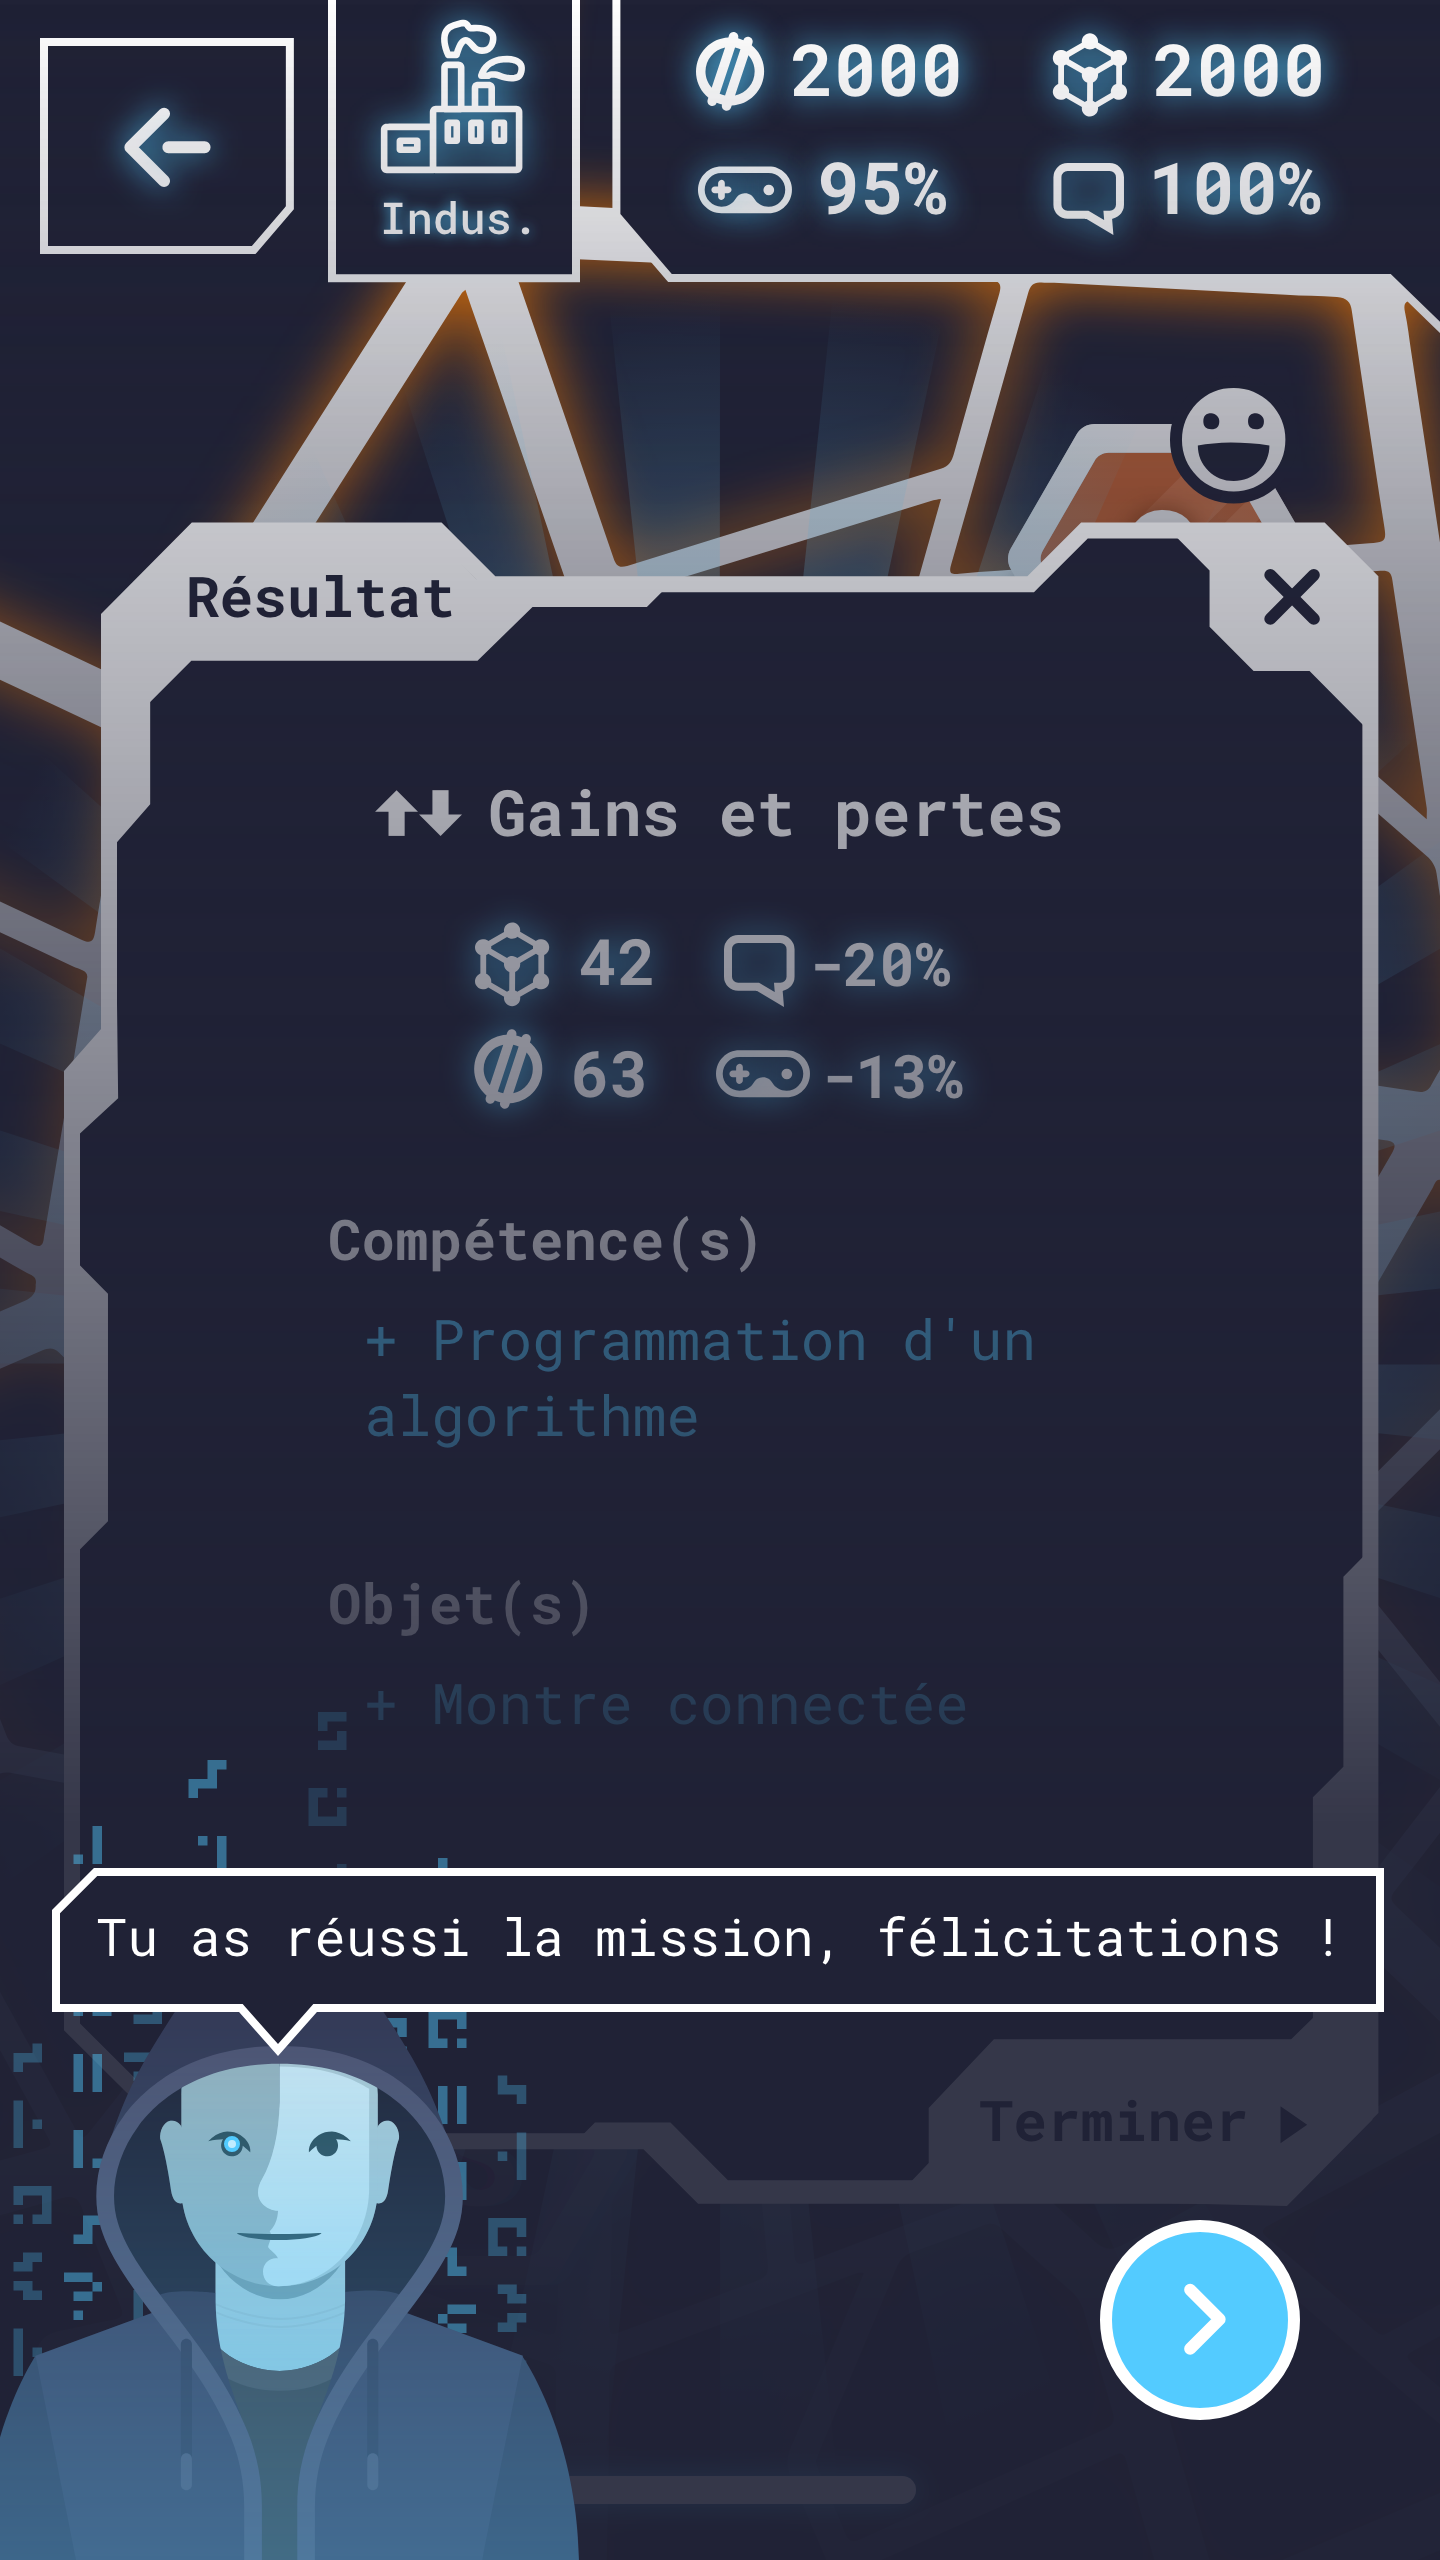 2000 2000
Indus. 95% 100%
Résultat
Gains et pertes
42 -20%
63 -13%
Compétence(s)
+ Programmation d'un
algorithme
Objet(s)
+ Montre connectée
Tu as réussi la mission, félicitations !
Terminer